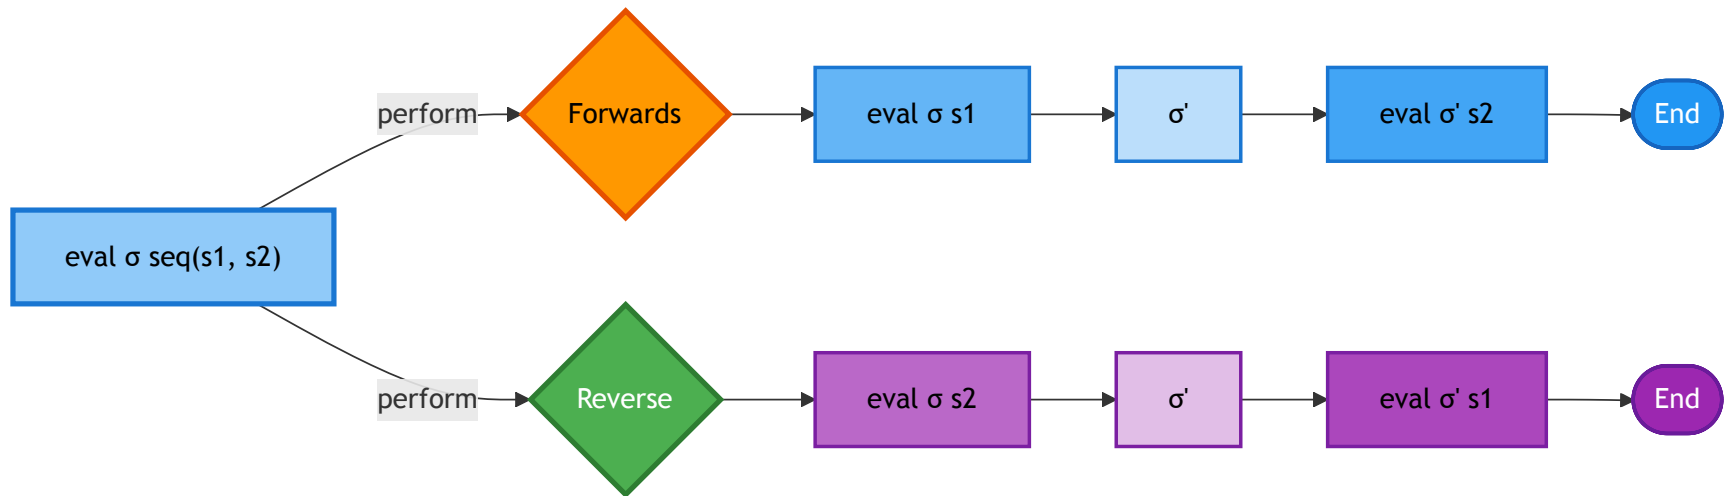 perform
Forwards
eval σ s1
σ'
eval σ' s2
End
eval σ seq(s1, s2)
perform
Reverse
eval σ s2
σ'
eval σ' s1
End